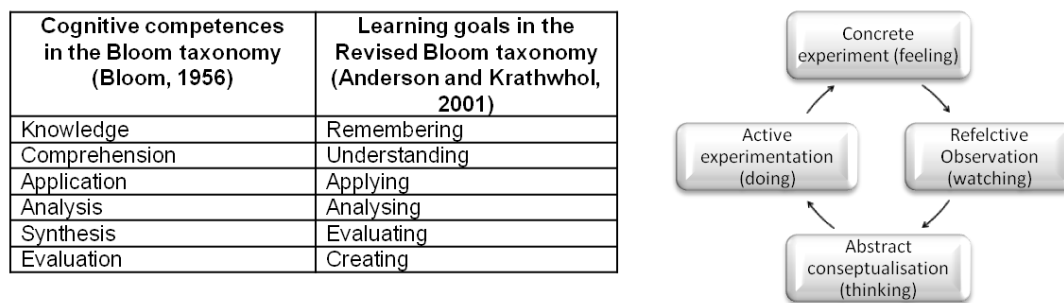 Cognitive competences
in the Bloom taxonomy
(Bloom, 1956)
Learning goals in the
Revised Bloom taxonomy
(Anderson and Krathwhol,
2001)
Knowledge
Remembering
Comprehension
Understanding
Application
Applying
Analysis
Analysing
Synthesis
Evaluating
Evaluation
Creating
Concrete
experiment (feeling)
Refelctive
Observation
(watching)
Abstract
conseptualisation
(thinking)
Active
experimentation
(doing)